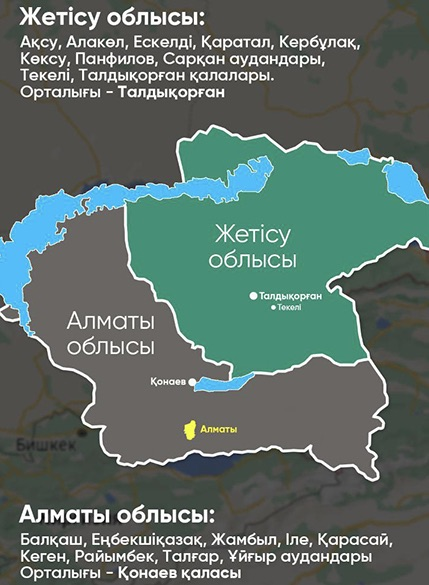 Жетісу облысы:
Ақсу, Алакөл, Ескелді, Қаратал, Кербұлақ,
Көксу, Панфилов, Сарқан аудандары,
Текелі, Талдықорған қалалары.
Орталығы - Талдықорған
Жетісу
облысы
Талдықорған
Текелі
Алматы
облысы
Қонаев
Алматы
Бишкек
Алматы облысы:
Балқаш, Еңбекшіқазақ, Жамбыл, Іле, Қарасай,
Кеген, Райымбек, Талғар, Ұйғыр аудандары
Орталығы - Қонаев қаласы